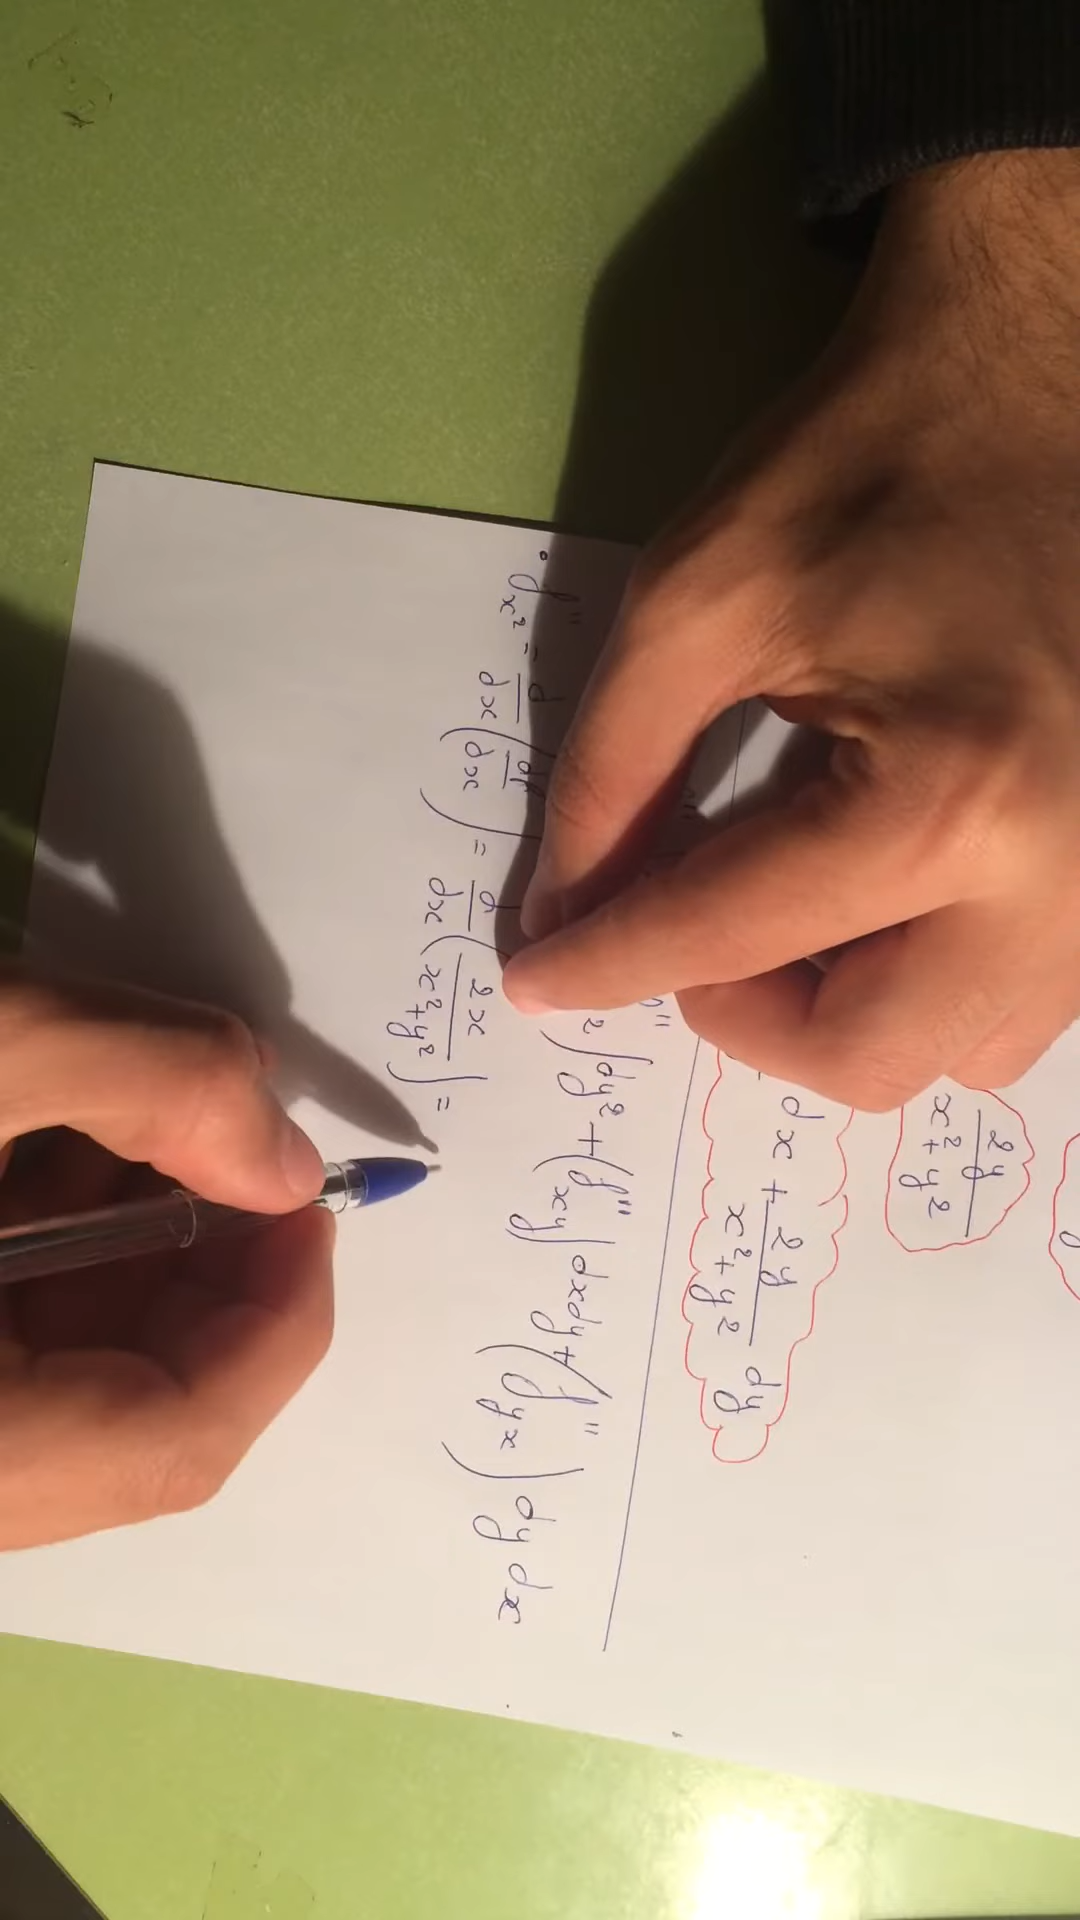 2y / x²+y²
dx + 2y / x²+y² dy
2) dy² + (f''xy) dxdy + (f''yx) dy dx
• f''x² = d/dx (df/dx) = d/dx (2x / x²+y²) =